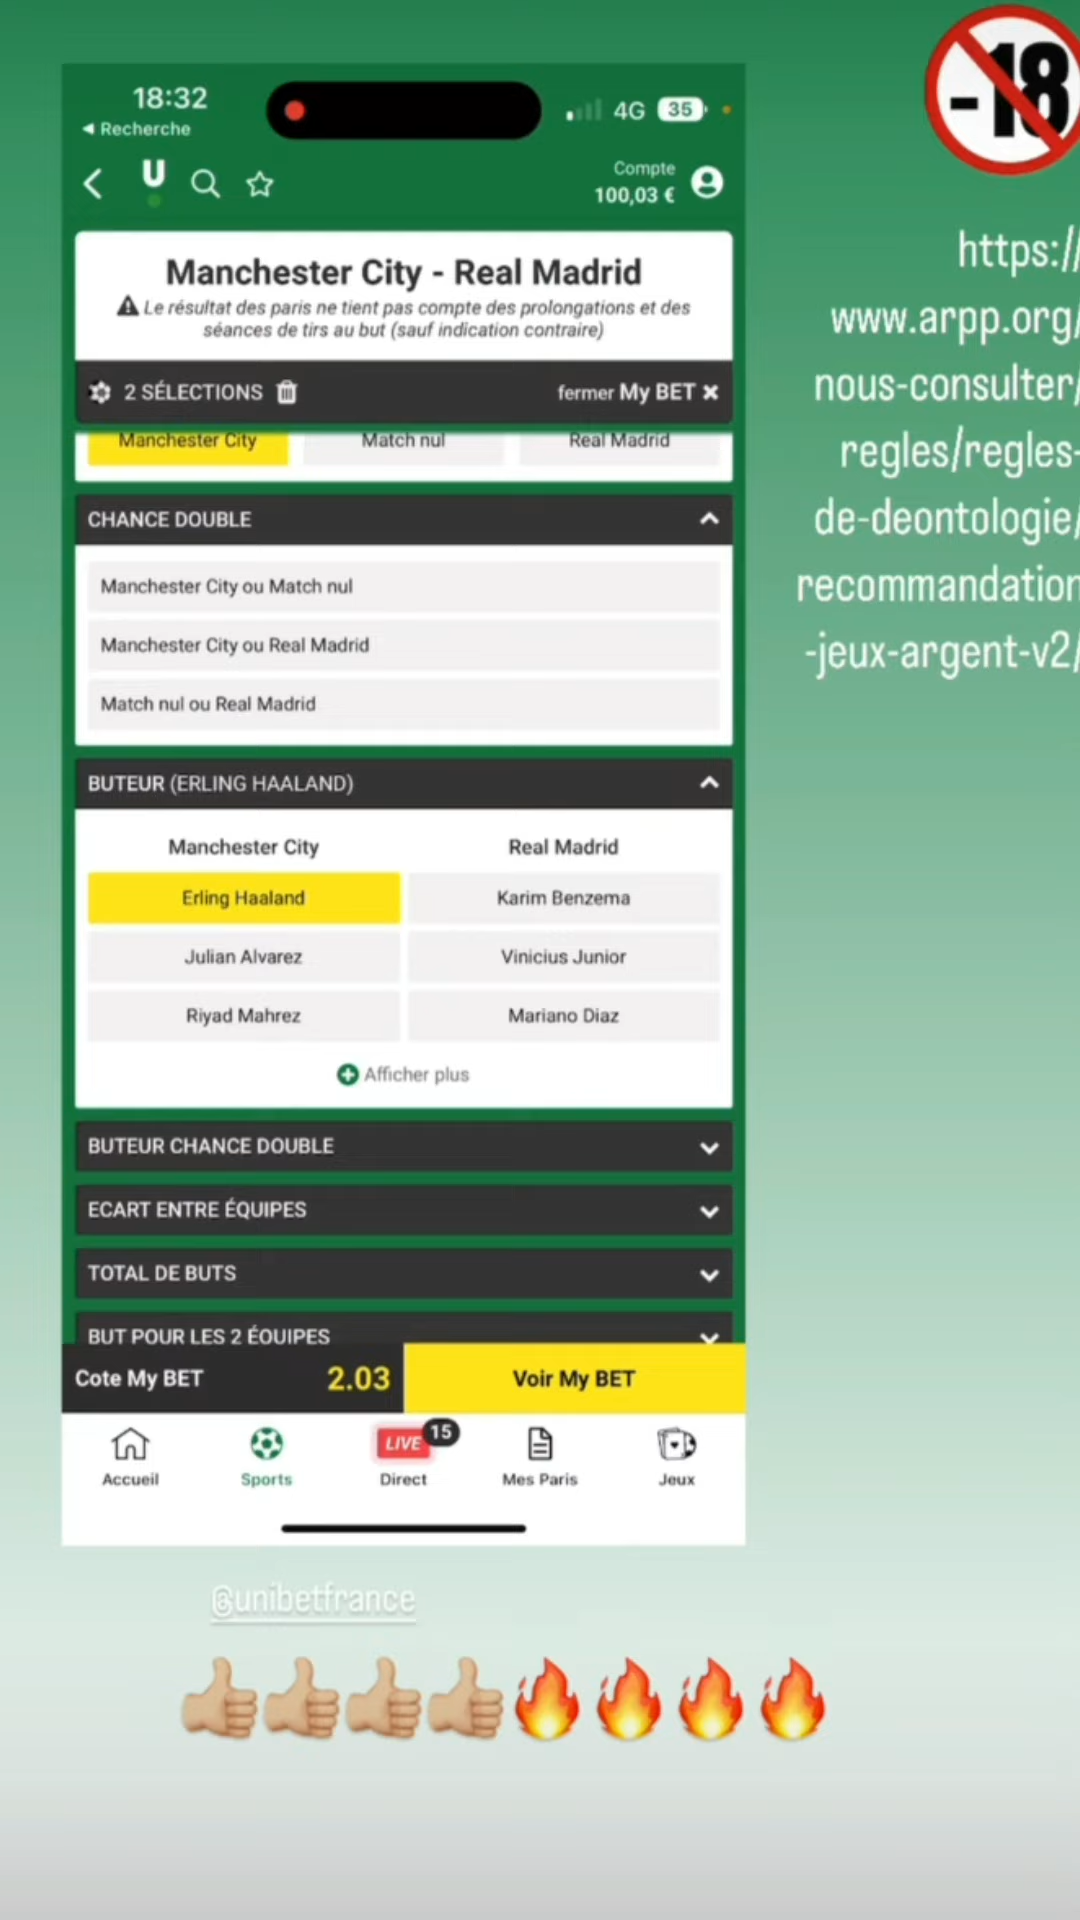 18:32
4G
35
◀ Recherche
U
Compte
100,03 €
Manchester City - Real Madrid
Le résultat des paris ne tient pas compte des prolongations et des
séances de tirs au but (sauf indication contraire)
2 SÉLECTIONS
fermer My BET ×
Manchester City
Match nul
Real Madrid
CHANCE DOUBLE
Manchester City ou Match nul
Manchester City ou Real Madrid
Match nul ou Real Madrid
BUTEUR (ERLING HAALAND)
Manchester City
Real Madrid
Erling Haaland
Karim Benzema
Julian Alvarez
Vinicius Junior
Riyad Mahrez
Mariano Diaz
Afficher plus
BUTEUR CHANCE DOUBLE
ECART ENTRE ÉQUIPES
TOTAL DE BUTS
BUT POUR LES 2 ÉQUIPES
Cote My BET
2.03
Voir My BET
Accueil
Sports
LIVE
15
Direct
Mes Paris
Jeux
-18
https://
www.arpp.org/
nous-consulter/
regles/regles-
de-deontologie/
recommandation
-jeux-argent-v2/
@unibetfrance
👍🏼👍🏼👍🏼👍🏼🔥🔥🔥🔥